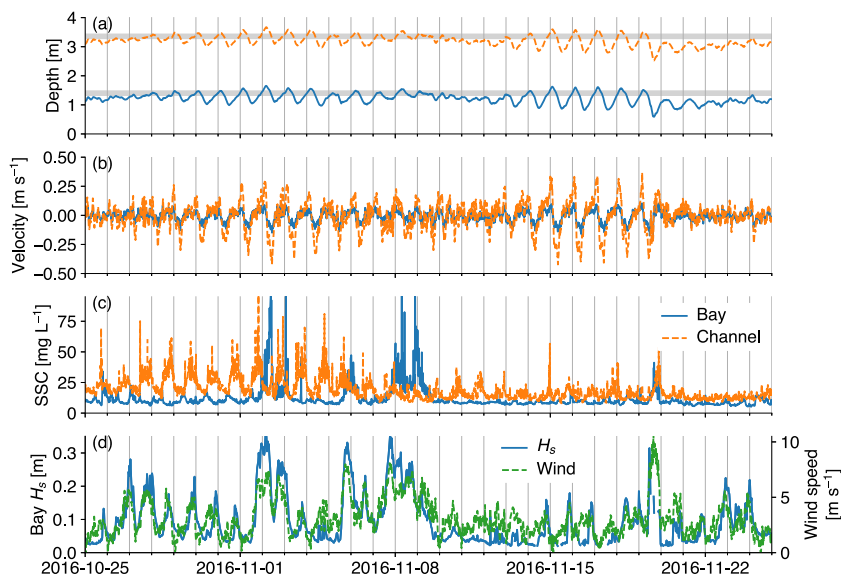 (a)
4
3
2
1
0
Depth [m]
(b)
0.50
0.25
0.00
−0.25
−0.50
Velocity [m s⁻¹]
(c)
75
50
25
0
SSC [mg L⁻¹]
Bay
Channel
(d)
0.3
0.2
0.1
0.0
Bay Hₛ [m]
Hₛ
Wind
10
5
0
Wind speed
[m s⁻¹]
2016-10-25 2016-11-01 2016-11-08 2016-11-15 2016-11-22